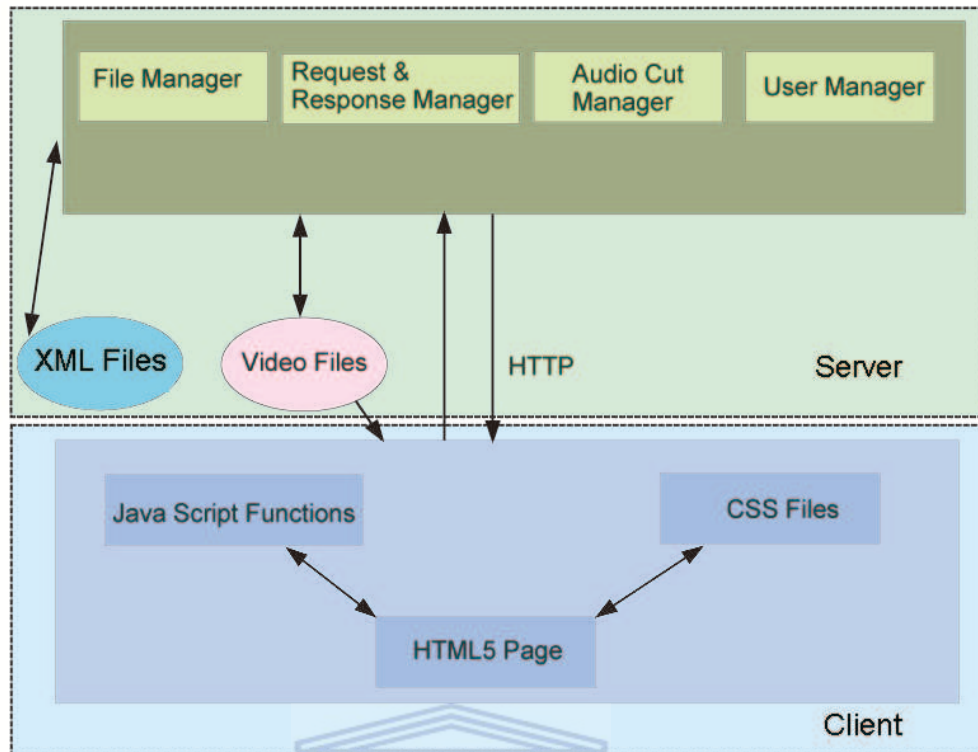 File Manager
Request &
Response Manager
Audio Cut
Manager
User Manager
XML Files
Video Files
HTTP
Server
Java Script Functions
CSS Files
HTML5 Page
Client